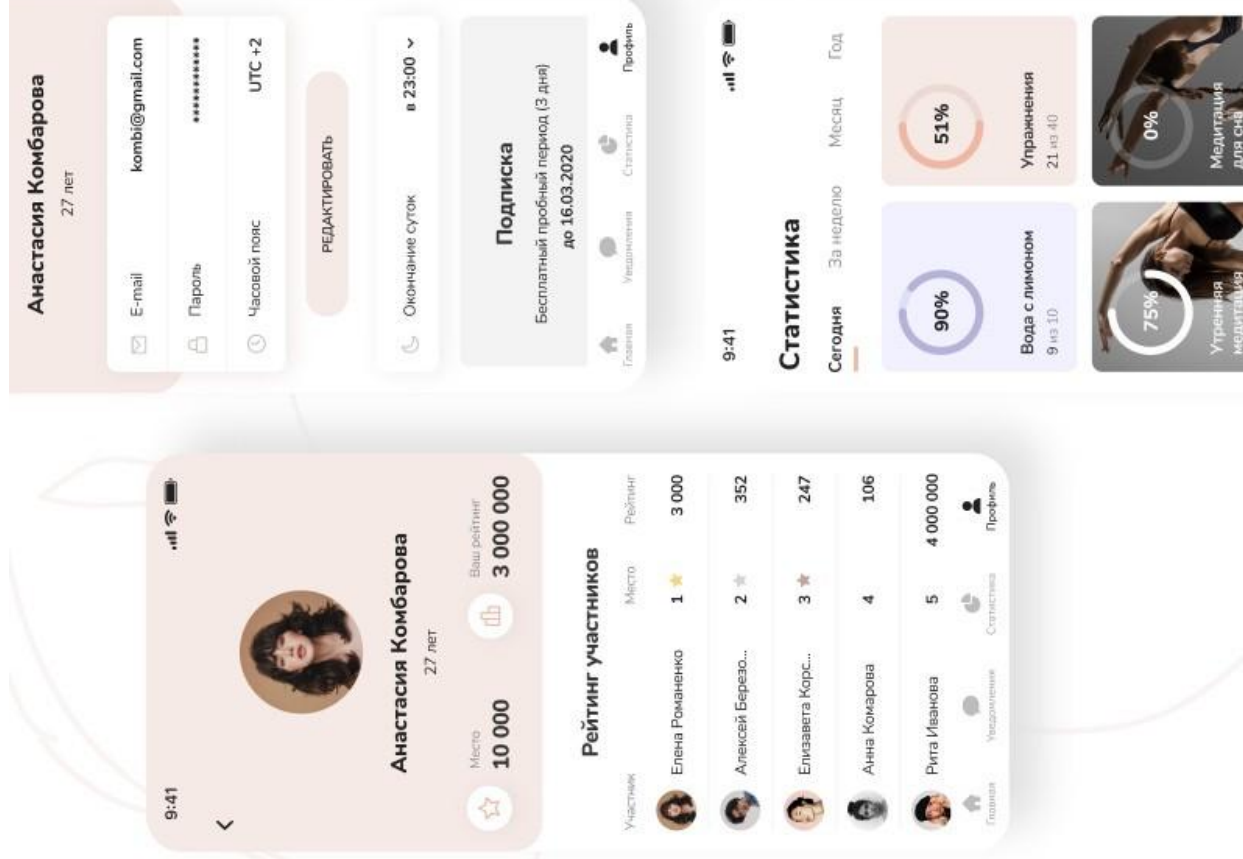 Анастасия Комбарова
27 лет
E-mail
kombi@gmail.com
Пароль
************
Часовой пояс
UTC +2
РЕДАКТИРОВАТЬ
Окончание суток
в 23:00
Подписка
Бесплатный пробный период (3 дня)
до 16.03.2020
Главная
Уведомления
Статистика
Профиль
9:41
Анастасия Комбарова
27 лет
Место
10 000
Ваш рейтинг
3 000 000
Рейтинг участников
Участник
Место
Рейтинг
Елена Романенко
1
3 000
Алексей Березо...
2
352
Елизавета Корс...
3
247
Анна Комарова
4
106
Рита Иванова
5
4 000 000
Главная
Уведомления
Статистика
Профиль
9:41
Статистика
Сегодня
За неделю
Месяц
Год
90%
Вода с лимоном
9 из 10
51%
Упражнения
21 из 40
75%
Утренняя
медитация
0%
Медитация
для сна